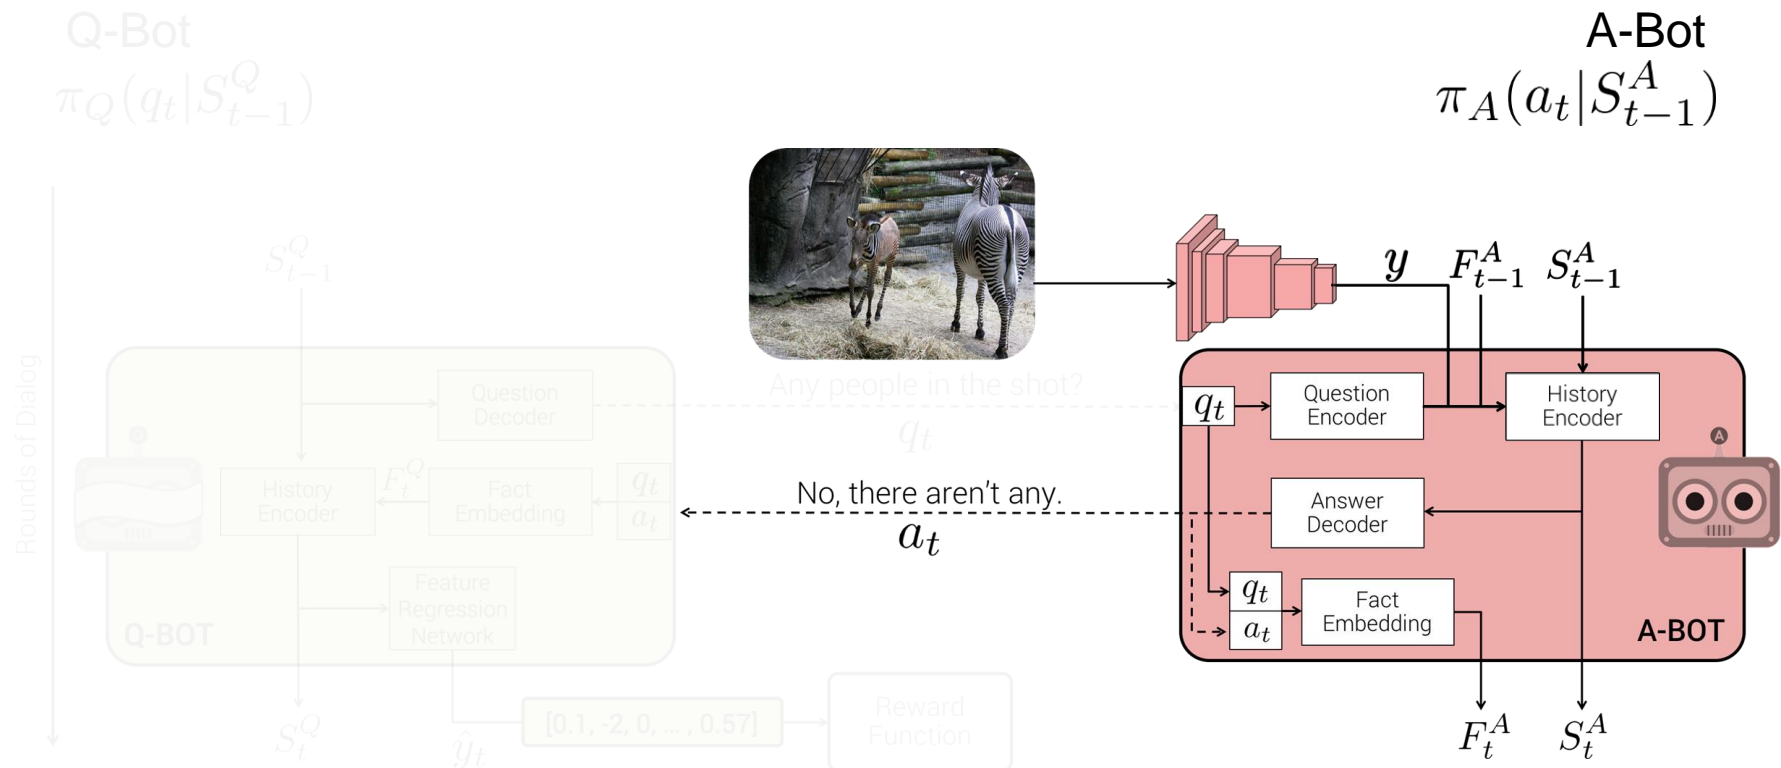 Q-Bot
π_Q(q_t|S^Q_{t-1})
A-Bot
π_A(a_t|S^A_{t-1})
Rounds of Dialog
S^Q_{t-1}
Question
Decoder
Any people in the shot?
q_t
History
Encoder
F^Q_t
Fact
Embedding
q_t
a_t
Feature
Regression
Network
Q-BOT
S^Q_t
ŷ_t
[0.1, -2, 0, ... , 0.57]
Reward
Function
No, there aren't any.
a_t
y
F^A_{t-1}
S^A_{t-1}
q_t
Question
Encoder
History
Encoder
A
Answer
Decoder
q_t
a_t
Fact
Embedding
A-BOT
F^A_t
S^A_t